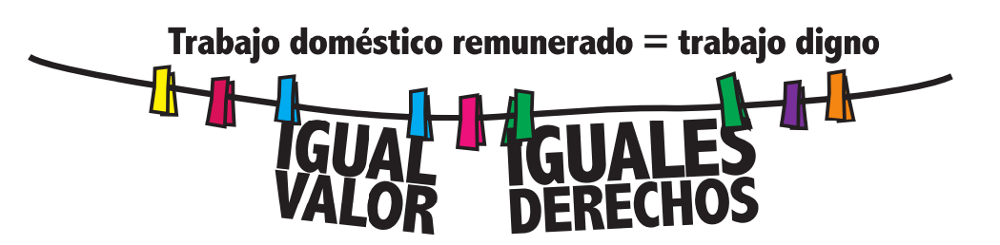 Trabajo doméstico remunerado = trabajo digno
IGUAL
VALOR
IGUALES
DERECHOS